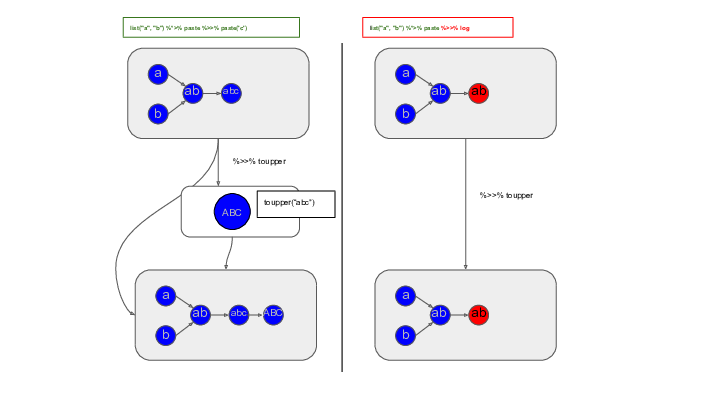 list("a", "b") %*>% paste %>>% paste("c")
list("a", "b") %*>% paste %>>% log
a
ab
abc
b
a
ab
ab
b
%>>% toupper
%>>% toupper
ABC
toupper("abc")
a
ab
abc
ABC
b
a
ab
ab
b